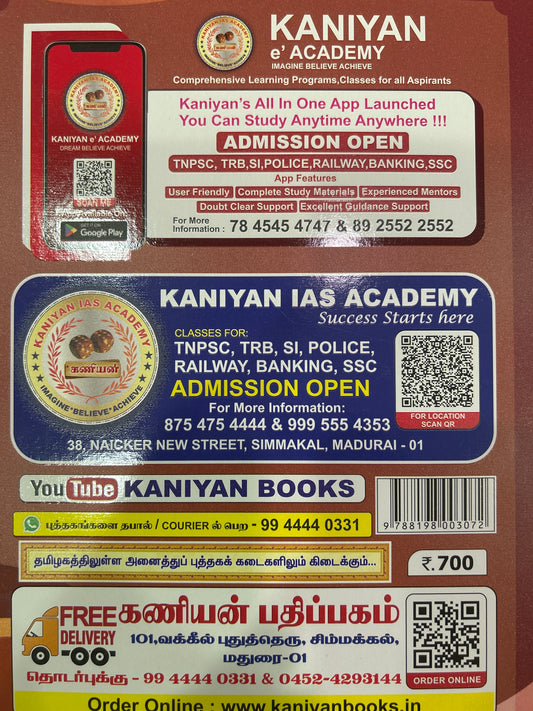 KANIYAN
e' ACADEMY
IMAGINE BELIEVE ACHIEVE
Comprehensive Learning Programs,Classes for all Aspirants
KANIYAN IAS ACADEMY
KANIYAN e' ACADEMY
DREAM BELIEVE ACHIEVE
SCAN ME
GET IT ON
Google Play
Kaniyan's All In One App Launched
You Can Study Anytime Anywhere !!!
ADMISSION OPEN
TNPSC, TRB,SI,POLICE,RAILWAY,BANKING,SSC
App Features
User Friendly Complete Study Materials Experienced Mentors
Doubt Clear Support Excellent Guidance Support
For More
Information : 78 4545 4747 & 89 2552 2552
KANIYAN IAS ACADEMY
கணியன்
IMAGINE*BELIEVE*ACHIEVE
KANIYAN IAS ACADEMY
Success Starts here
CLASSES FOR:
TNPSC, TRB, SI, POLICE,
RAILWAY, BANKING, SSC
ADMISSION OPEN
For More Information:
875 475 4444 & 999 555 4353
FOR LOCATION
SCAN QR
38, NAICKER NEW STREET, SIMMAKAL, MADURAI - 01
YouTube KANIYAN BOOKS
புத்தகங்களை தபால் / COURIER ல் பெற - 99 4444 0331
9 788198 003072
தமிழகத்திலுள்ள அனைத்துப் புத்தகக் கடைகளிலும் கிடைக்கும்...
₹.700
FREE
DELIVERY
கணியன் பதிப்பகம்
101,வக்கீல் புதுத்தெரு, சிம்மக்கல்,
மதுரை-01
தொடர்புக்கு - 99 4444 0331 & 0452-4293144
ORDER ONLINE
Order Online : www.kaniyanbooks.in